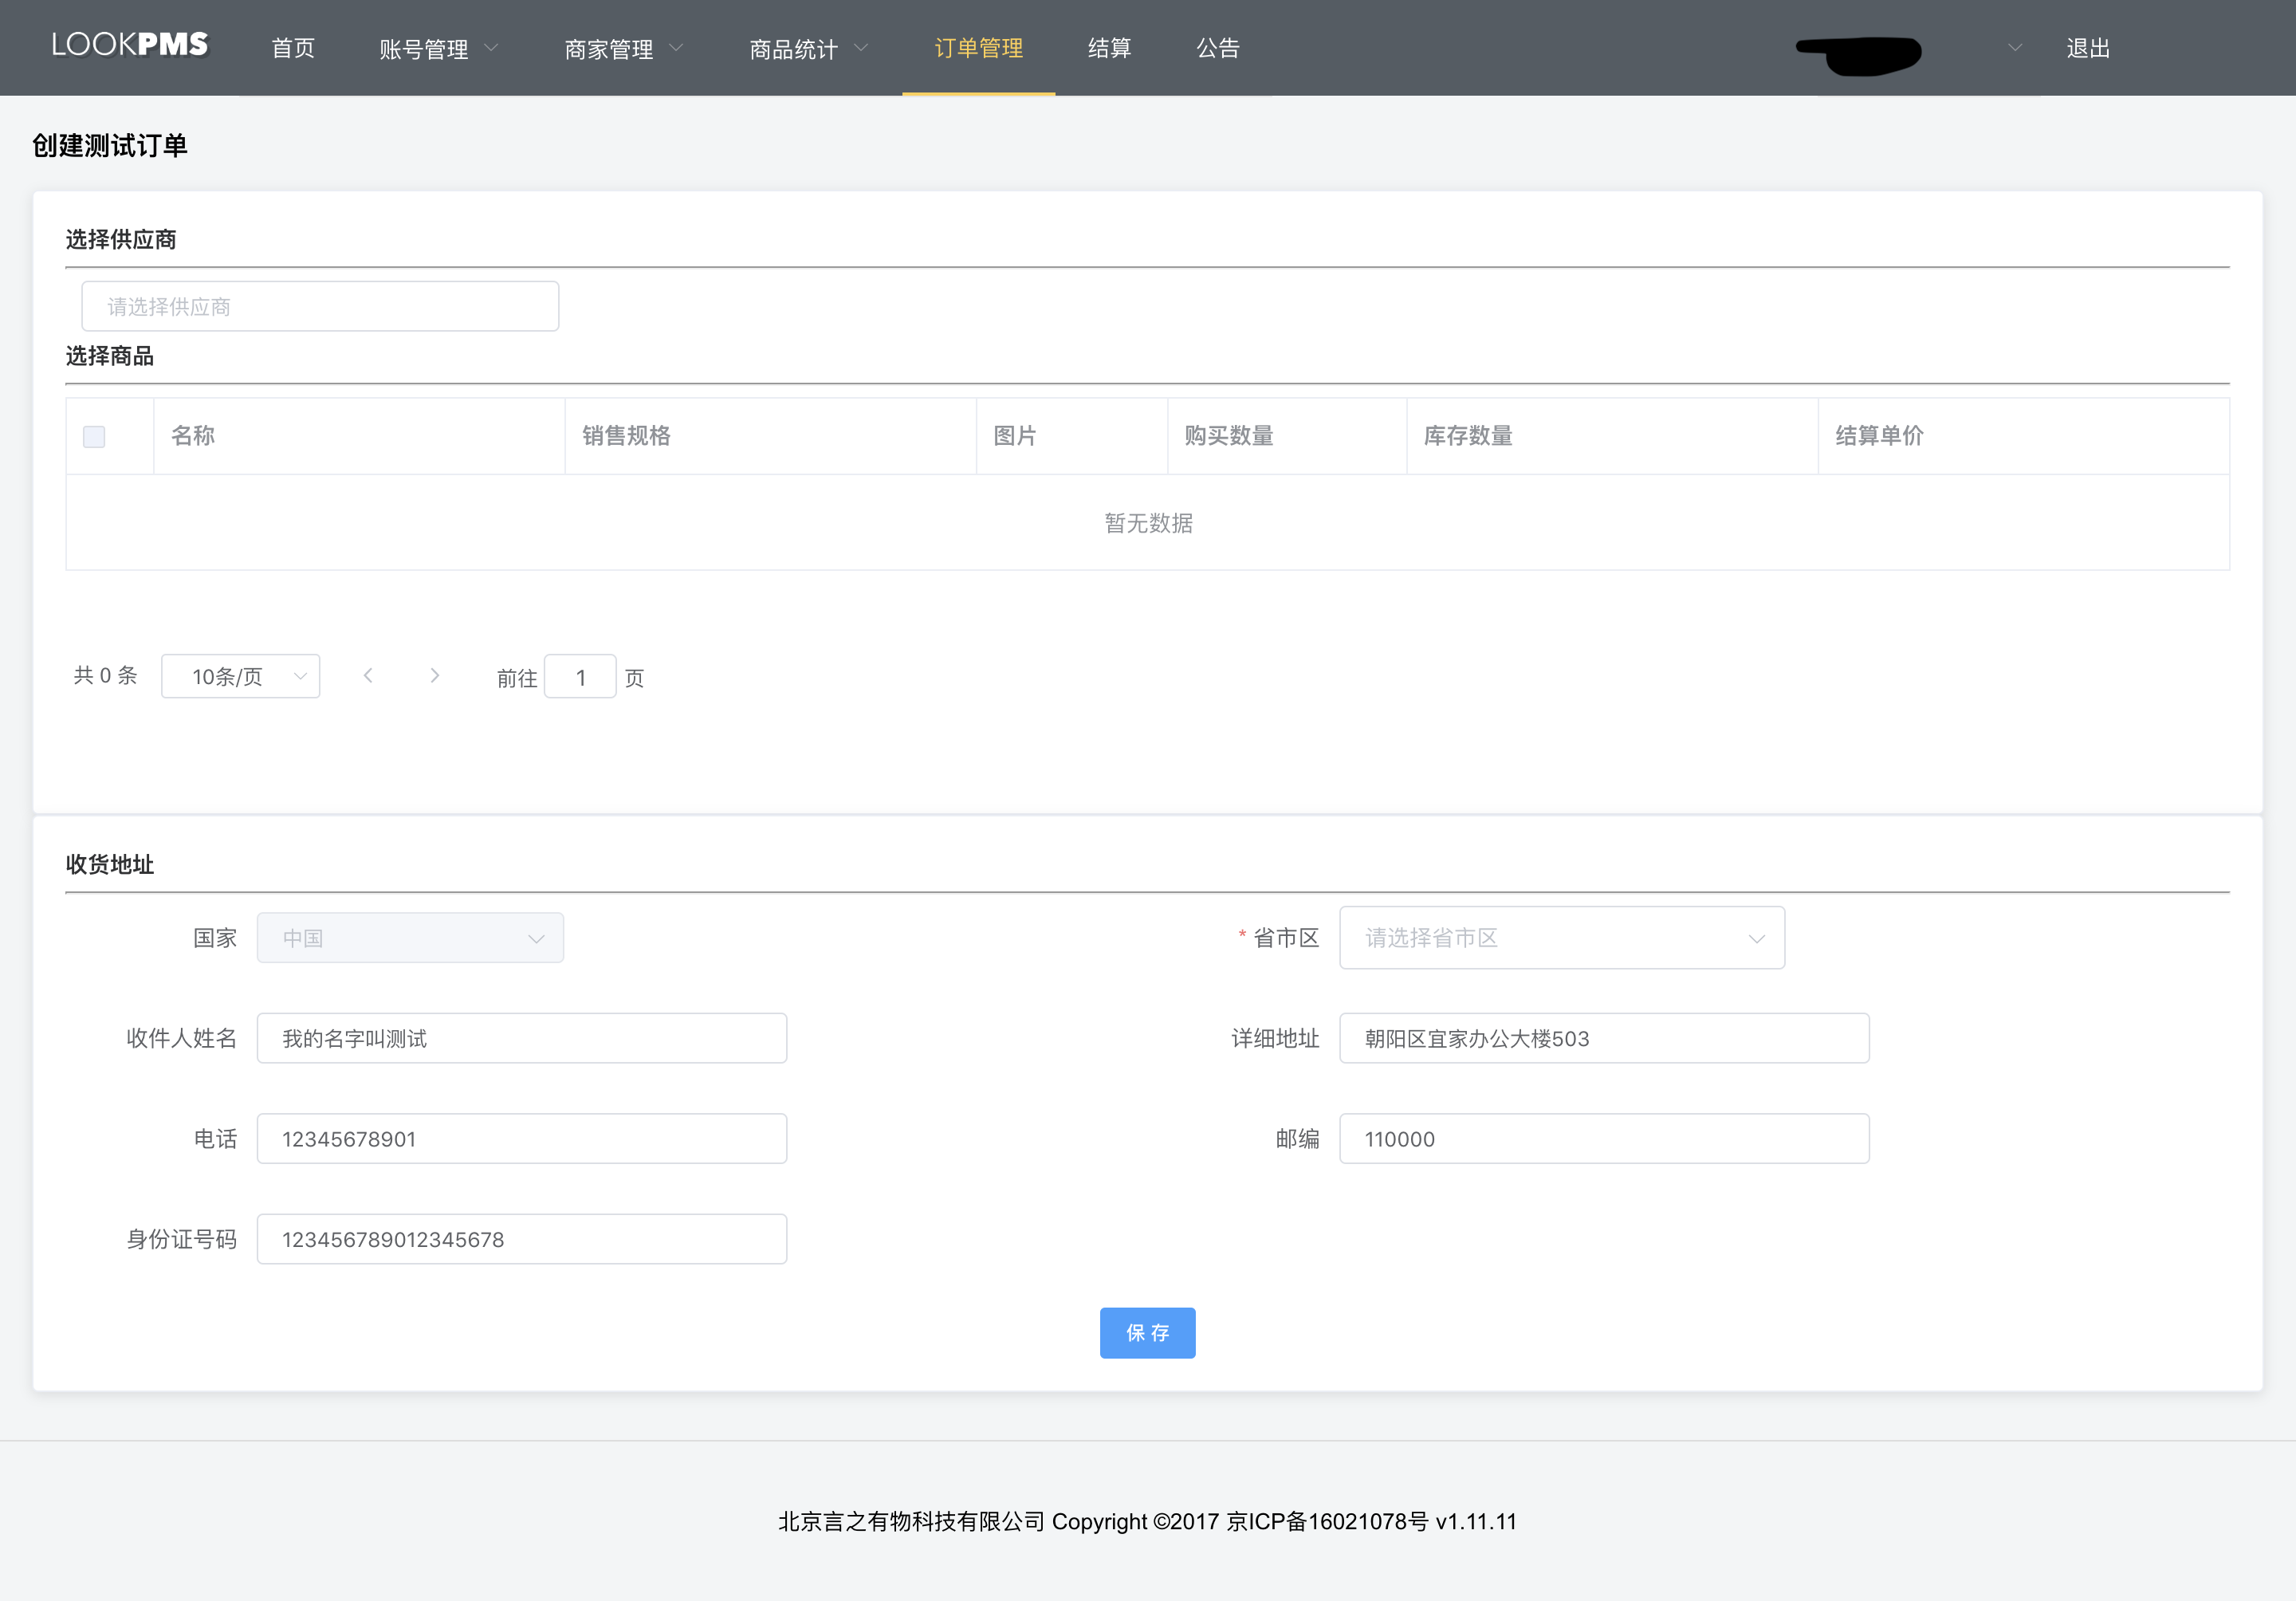 LOOKPMS 首页 账号管理 商家管理 商品统计 订单管理 结算 公告 退出
创建测试订单
选择供应商
请选择供应商
选择商品
名称 销售规格 图片 购买数量 库存数量 结算单价
暂无数据
共 0 条 10条/页 前往 1 页
收货地址
国家 中国 * 省市区 请选择省市区
收件人姓名 我的名字叫测试 详细地址 朝阳区宜家办公大楼503
电话 12345678901 邮编 110000
身份证号码 123456789012345678
保 存
北京言之有物科技有限公司 Copyright ©2017 京ICP备16021078号 v1.11.11